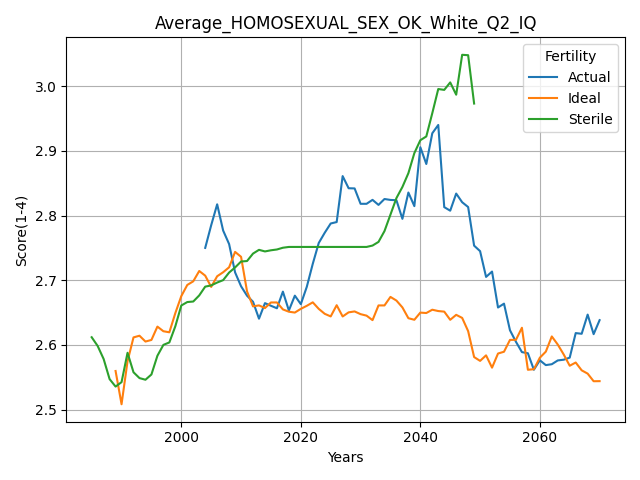 Average_HOMOSEXUAL_SEX_OK_White_Q2_IQ
Fertility
Actual
Ideal
Sterile
Score(1-4)
3.0
2.9
2.8
2.7
2.6
2.5
2000
2020
2040
2060
Years